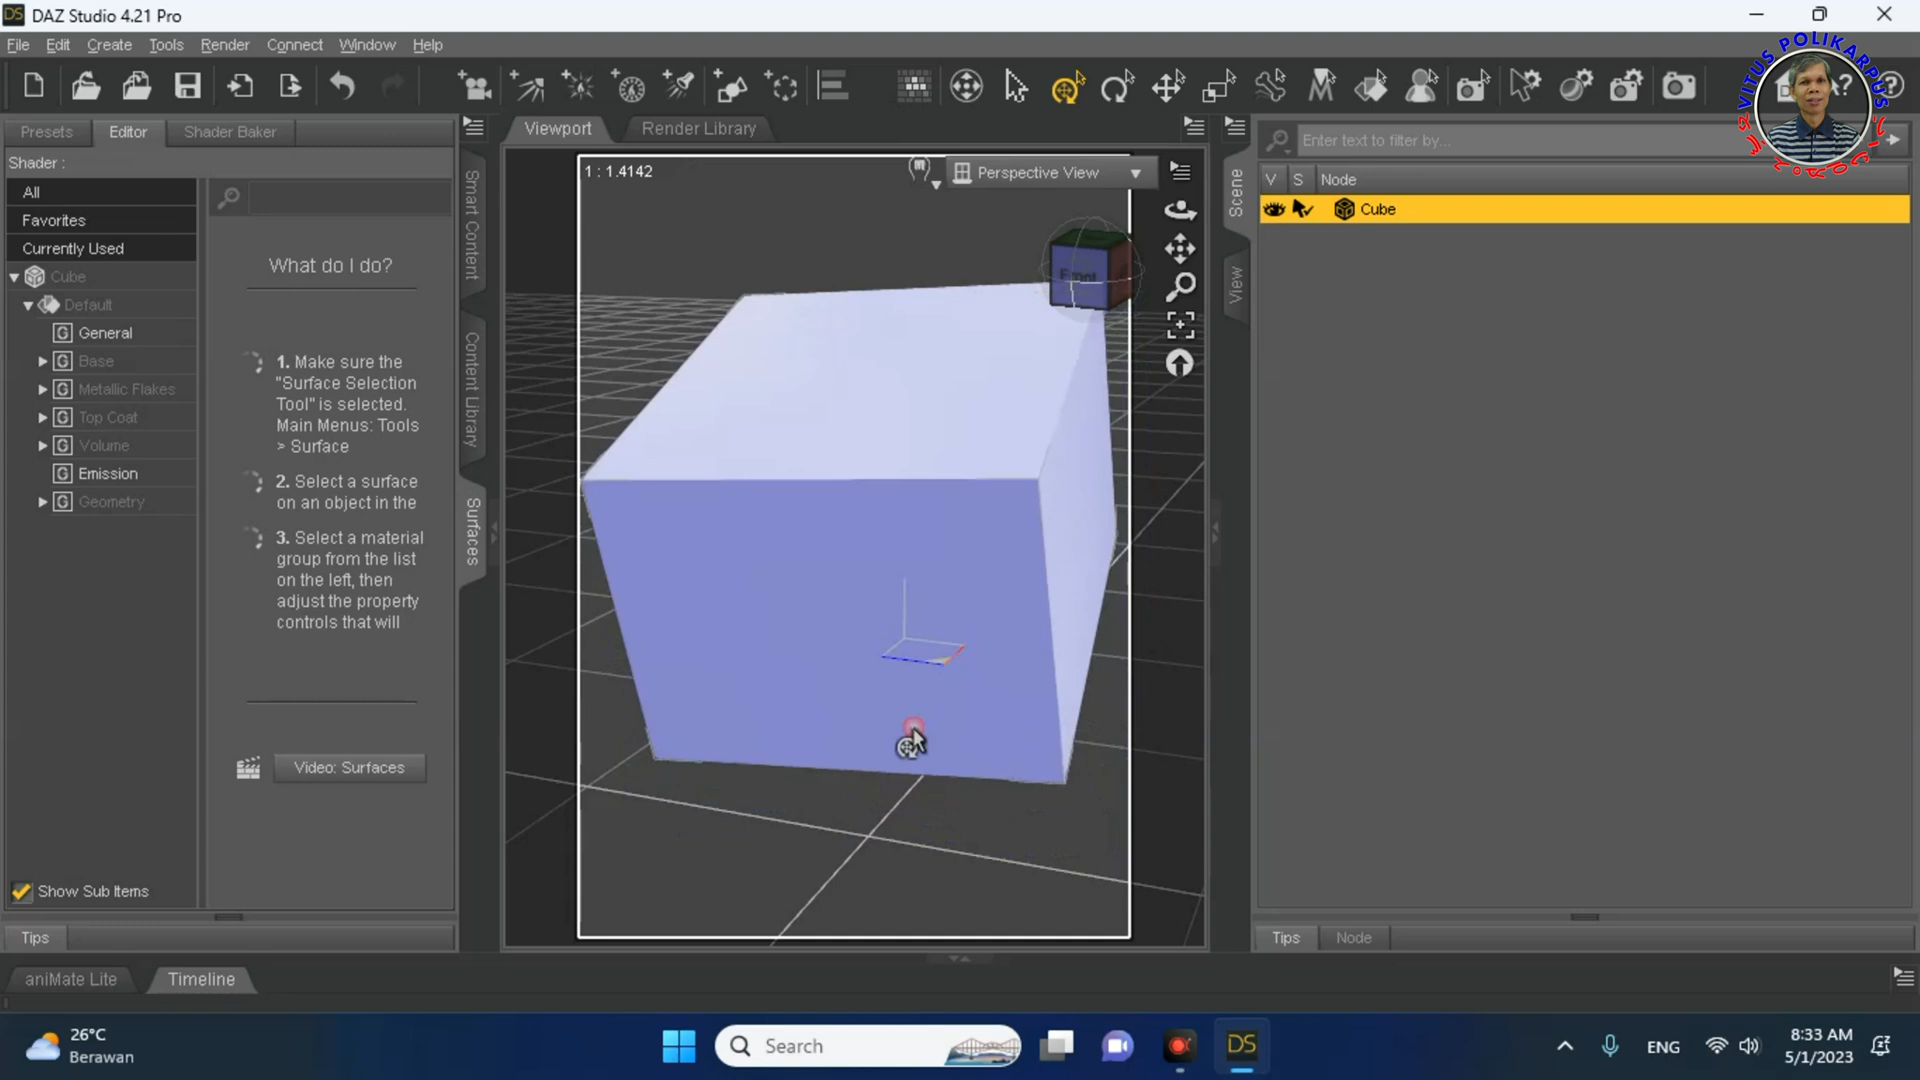 DS DAZ Studio 4.21 Pro
File Edit Create Tools Render Connect Window Help
VITUS POLIKARPUS
Presets Editor Shader Baker
Viewport Render Library
Enter text to filter by...
Shader :
All
Favorites
Currently Used
Cube
Default
General
Base
Metallic Flakes
Top Coat
Volume
Emission
Geometry
Show Sub Items
What do I do?
1. Make sure the
"Surface Selection
Tool" is selected.
Main Menus: Tools
> Surface
2. Select a surface
on an object in the
3. Select a material
group from the list
on the left, then
adjust the property
controls that will
Video: Surfaces
Smart Content
Content Library
Surfaces
1 : 1.4142
Perspective View
Front
Scene
View
V S Node
Cube
Tips
Tips Node
aniMate Lite Timeline
26°C
Berawan
Search
DS
ENG
8:33 AM
5/1/2023